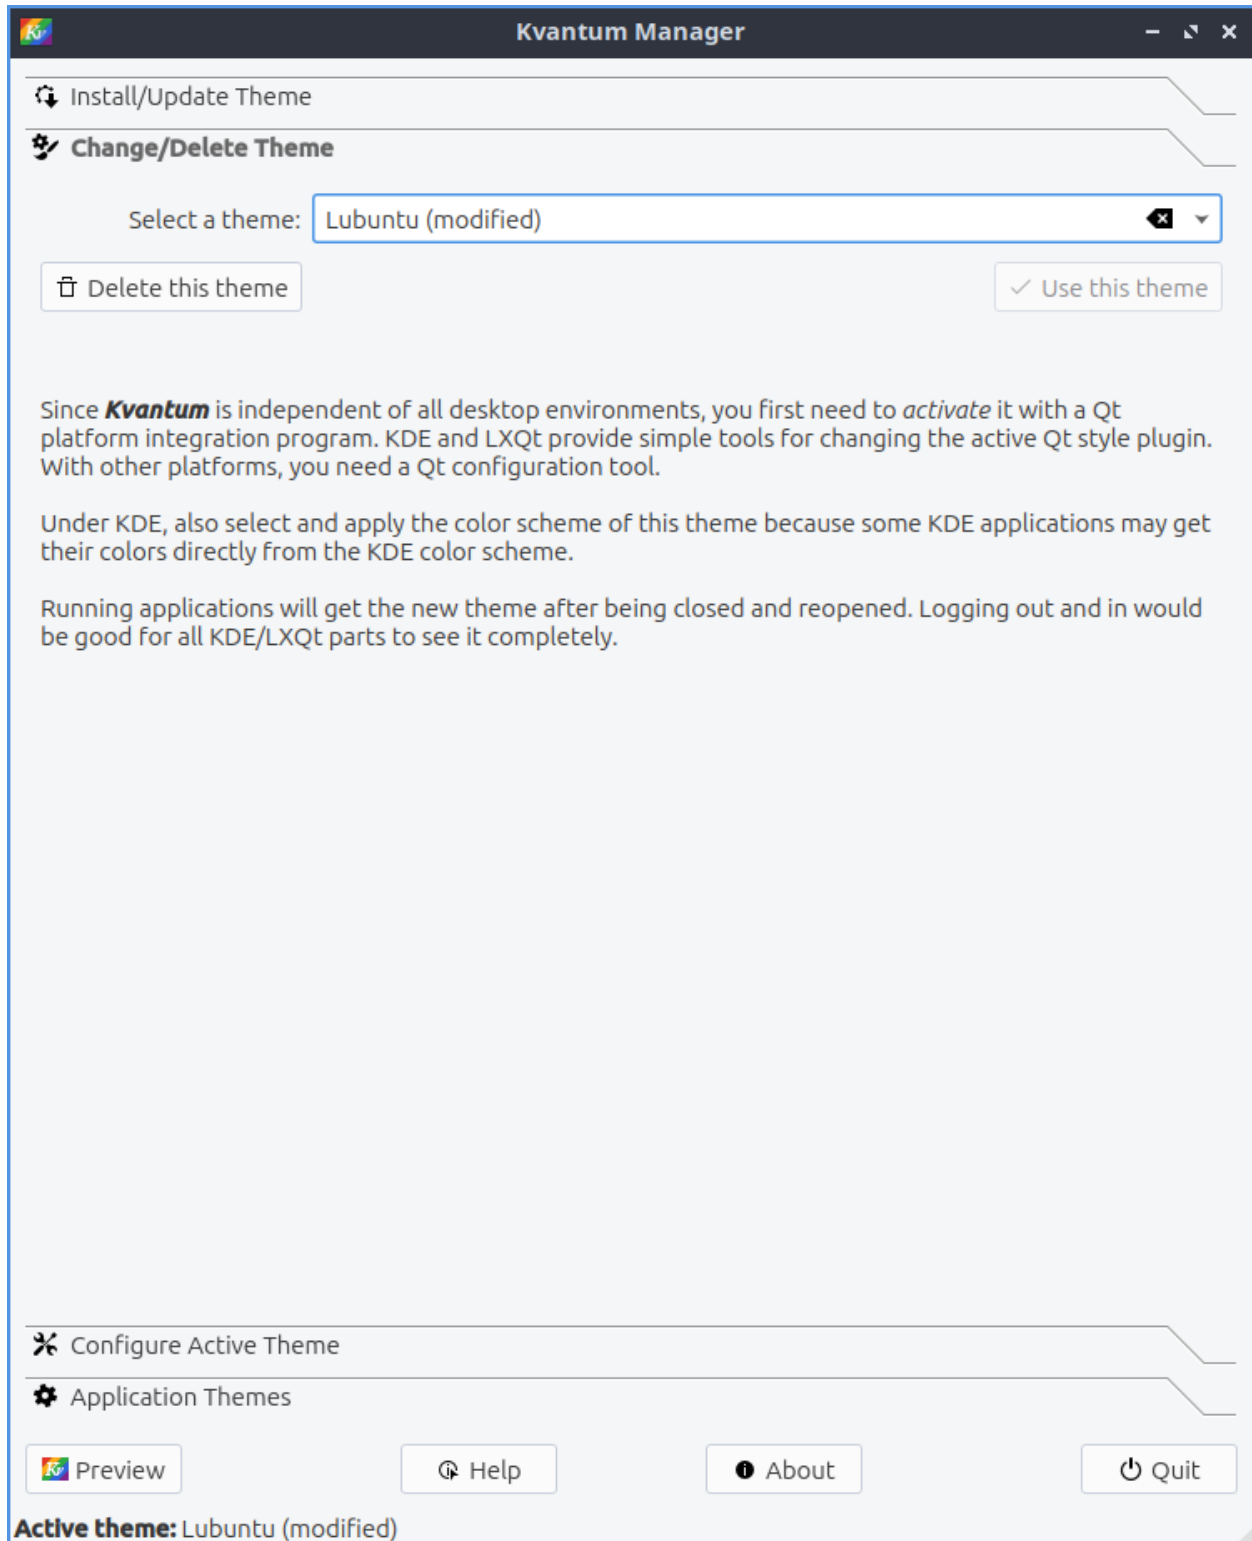 Kvantum Manager
Install/Update Theme
Change/Delete Theme
Select a theme: Lubuntu (modified)
Delete this theme
Use this theme
Since Kvantum is independent of all desktop environments, you first need to activate it with a Qt
platform integration program. KDE and LXQt provide simple tools for changing the active Qt style plugin.
With other platforms, you need a Qt configuration tool.
Under KDE, also select and apply the color scheme of this theme because some KDE applications may get
their colors directly from the KDE color scheme.
Running applications will get the new theme after being closed and reopened. Logging out and in would
be good for all KDE/LXQt parts to see it completely.
Configure Active Theme
Application Themes
Preview
Help
About
Quit
Active theme: Lubuntu (modified)